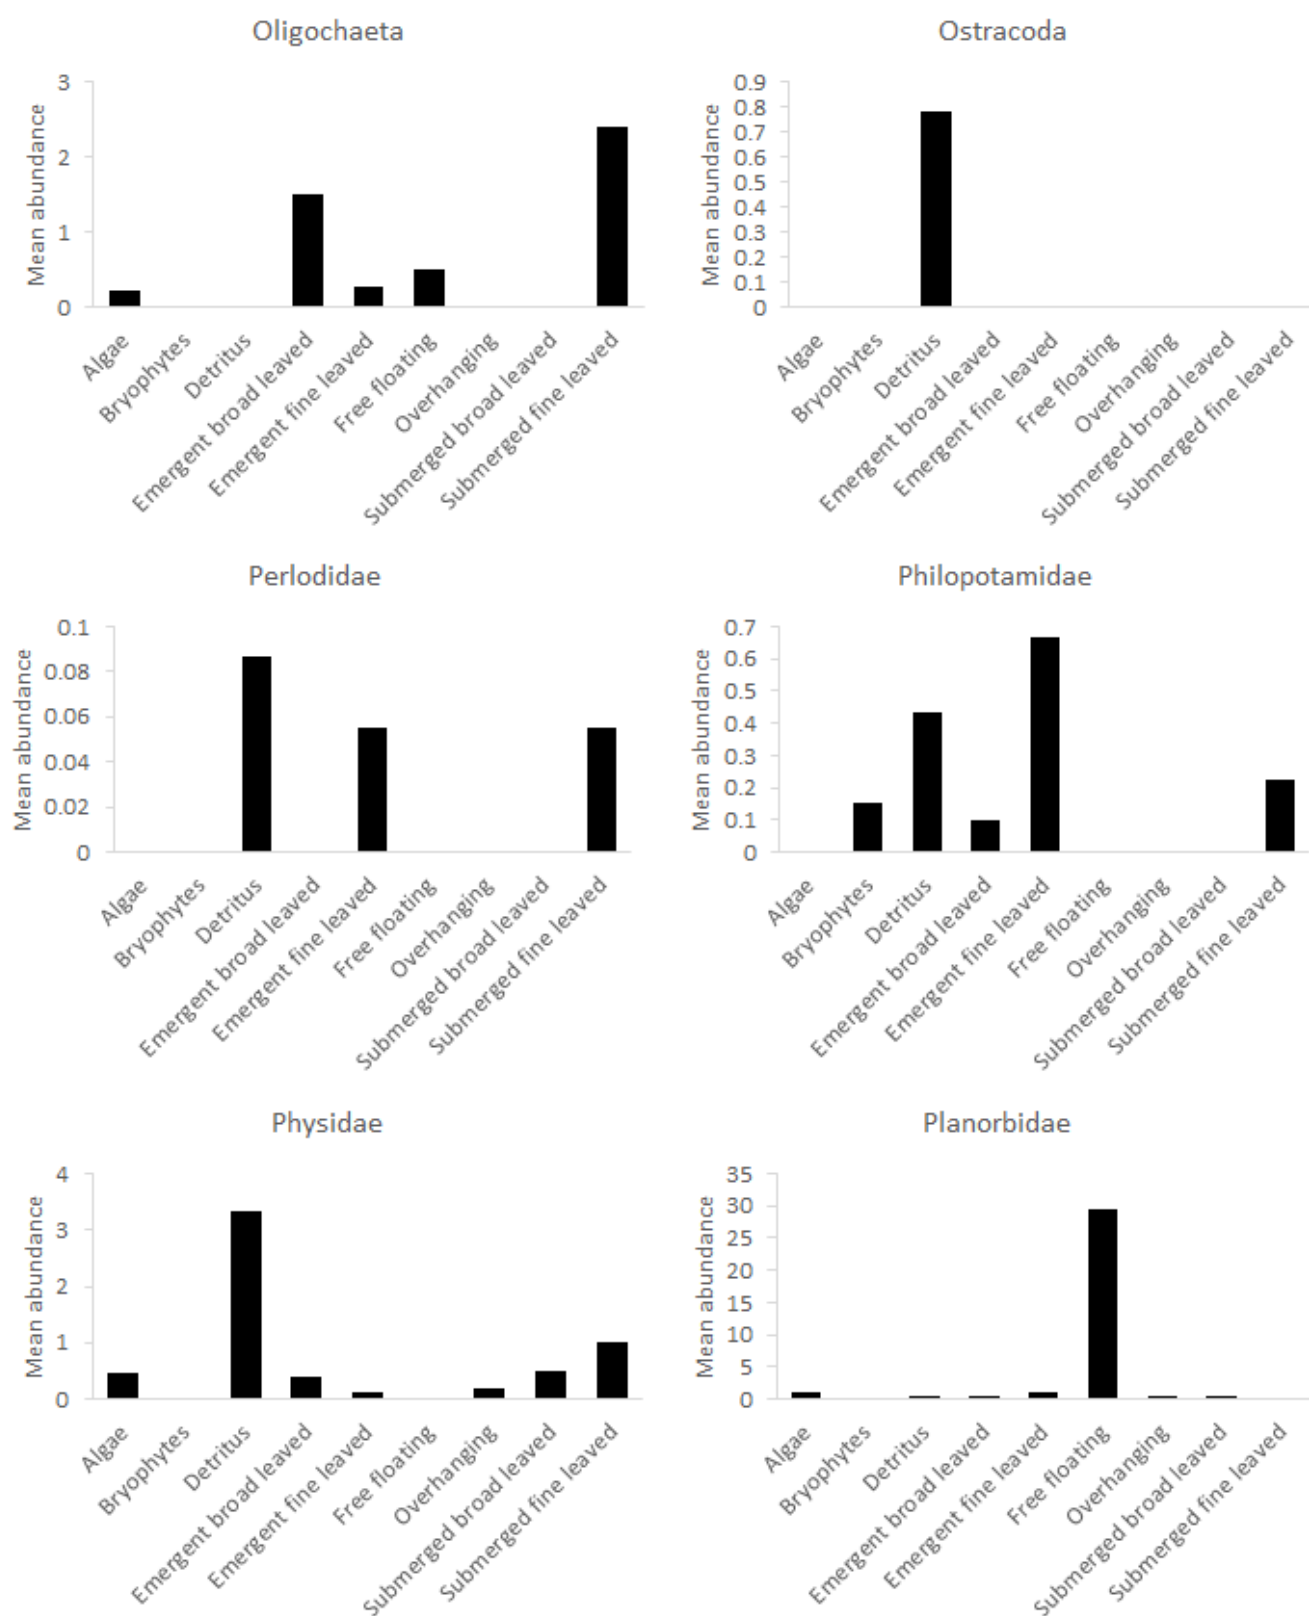 Oligochaeta
Mean abundance
3
2
1
0
Algae
Bryophytes
Detritus
Emergent broad leaved
Emergent fine leaved
Free floating
Overhanging
Submerged broad leaved
Submerged fine leaved
Ostracoda
Mean abundance
0.9
0.8
0.7
0.6
0.5
0.4
0.3
0.2
0.1
0
Algae
Bryophytes
Detritus
Emergent broad leaved
Emergent fine leaved
Free floating
Overhanging
Submerged broad leaved
Submerged fine leaved
Perlodidae
Mean abundance
0.1
0.08
0.06
0.04
0.02
0
Algae
Bryophytes
Detritus
Emergent broad leaved
Emergent fine leaved
Free floating
Overhanging
Submerged broad leaved
Submerged fine leaved
Philopotamidae
Mean abundance
0.7
0.6
0.5
0.4
0.3
0.2
0.1
0
Algae
Bryophytes
Detritus
Emergent broad leaved
Emergent fine leaved
Free floating
Overhanging
Submerged broad leaved
Submerged fine leaved
Physidae
Mean abundance
4
3
2
1
0
Algae
Bryophytes
Detritus
Emergent broad leaved
Emergent fine leaved
Free floating
Overhanging
Submerged broad leaved
Submerged fine leaved
Planorbidae
Mean abundance
35
30
25
20
15
10
5
0
Algae
Bryophytes
Detritus
Emergent broad leaved
Emergent fine leaved
Free floating
Overhanging
Submerged broad leaved
Submerged fine leaved